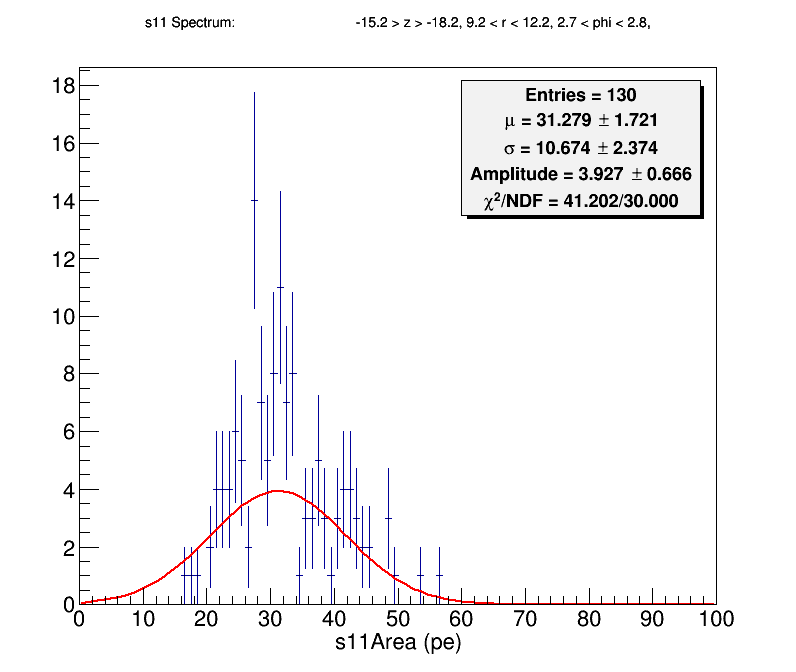 s11 Spectrum: -15.2 > z > -18.2, 9.2 < r < 12.2, 2.7 < phi < 2.8,
Entries = 130
μ = 31.279 ± 1.721
σ = 10.674 ± 2.374
Amplitude = 3.927 ± 0.666
χ²/NDF = 41.202/30.000
18
16
14
12
10
8
6
4
2
0
0 10 20 30 40 50 60 70 80 90 100
s11Area (pe)